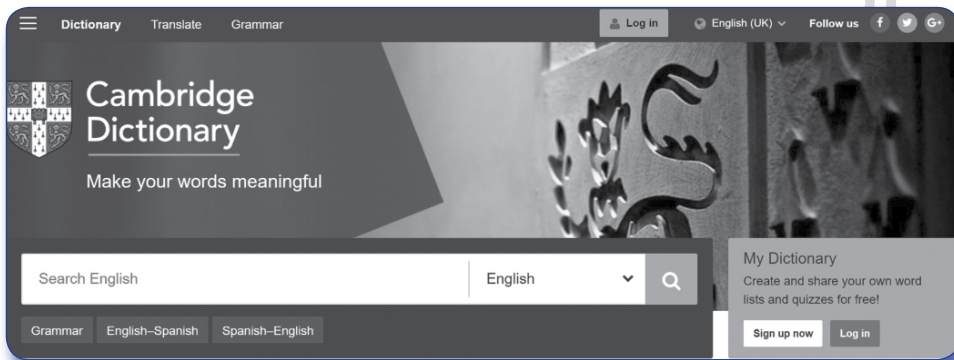 Dictionary Translate Grammar Log in English (UK) Follow us f G+
Cambridge
Dictionary
Make your words meaningful
Search English English
Grammar English–Spanish Spanish–English
My Dictionary
Create and share your own word
lists and quizzes for free!
Sign up now Log in